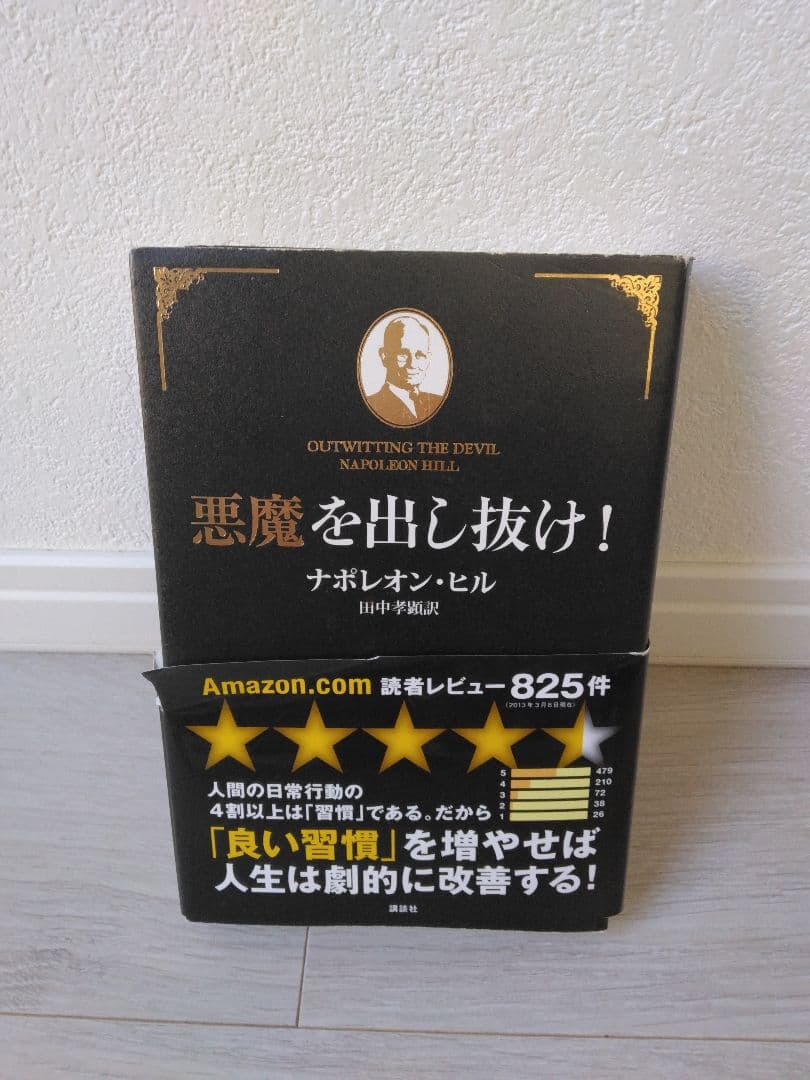 OUTWITTING THE DEVIL
NAPOLEON HILL
悪魔を出し抜け!
ナポレオン・ヒル
田中孝顕訳
Amazon.com 読者レビュー825件
(2013年3月8日現在)
5 479
4 210
3 72
2 38
1 26
人間の日常行動の
4割以上は「習慣」である。だから
「良い習慣」を増やせば
人生は劇的に改善する!
講談社